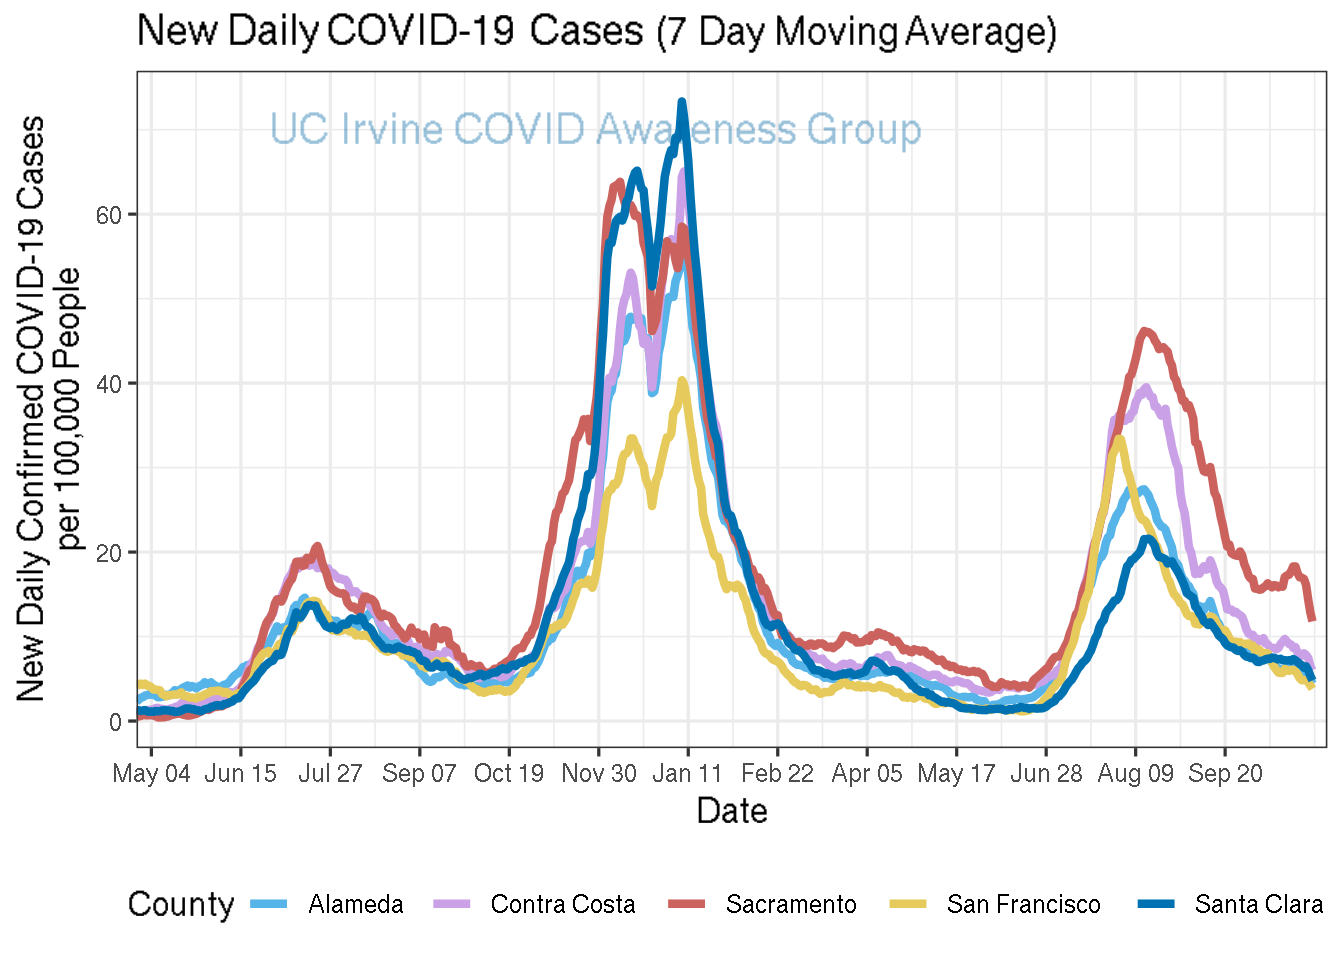 New Daily COVID-19 Cases (7 Day Moving Average)
UC Irvine COVID Awareness Group
New Daily Confirmed COVID-19 Cases
per 100,000 People
60
40
20
0
May 04 Jun 15 Jul 27 Sep 07 Oct 19 Nov 30 Jan 11 Feb 22 Apr 05 May 17 Jun 28 Aug 09 Sep 20
Date
County Alameda Contra Costa Sacramento San Francisco Santa Clara